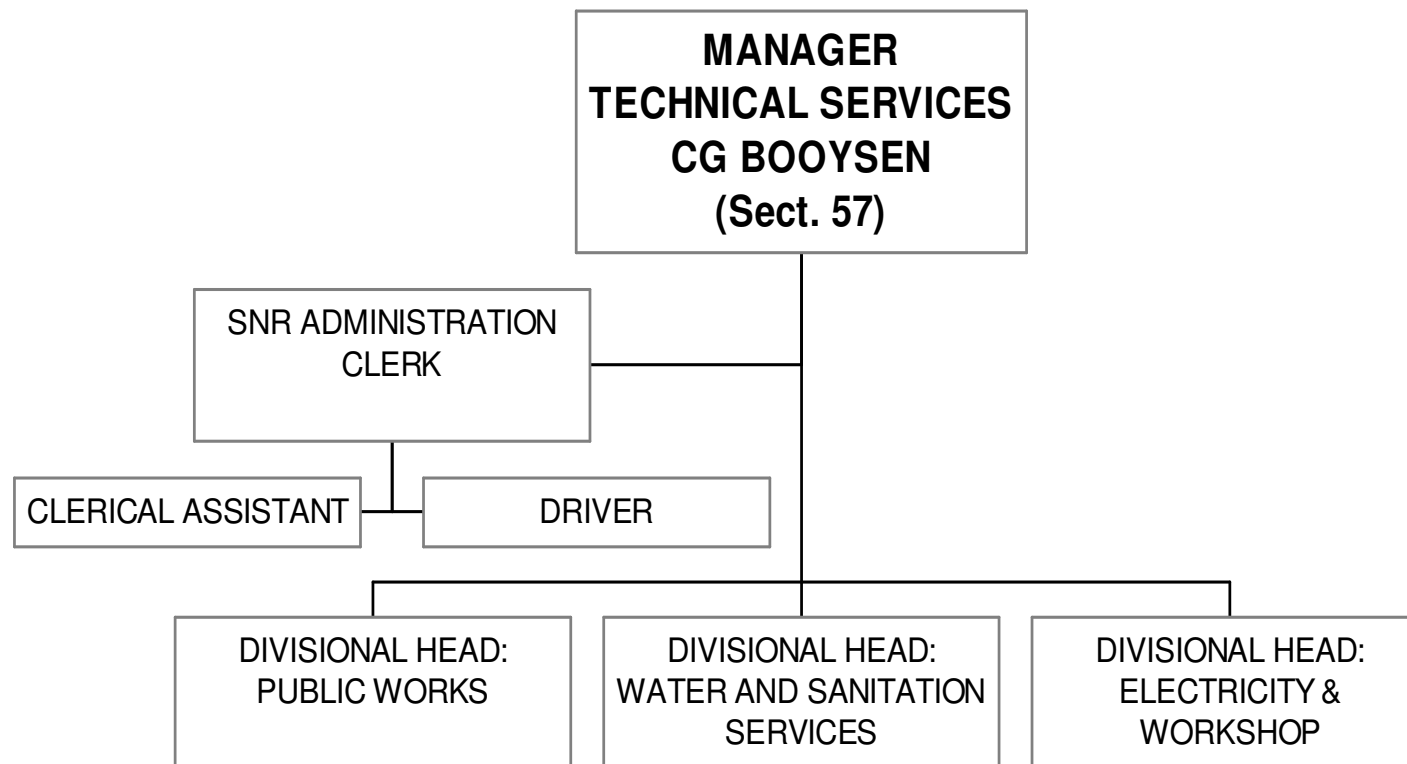 MANAGER
TECHNICAL SERVICES
CG BOOYSEN
(Sect. 57)
SNR ADMINISTRATION
CLERK
CLERICAL ASSISTANT
DRIVER
DIVISIONAL HEAD:
PUBLIC WORKS
DIVISIONAL HEAD:
WATER AND SANITATION
SERVICES
DIVISIONAL HEAD:
ELECTRICITY &
WORKSHOP